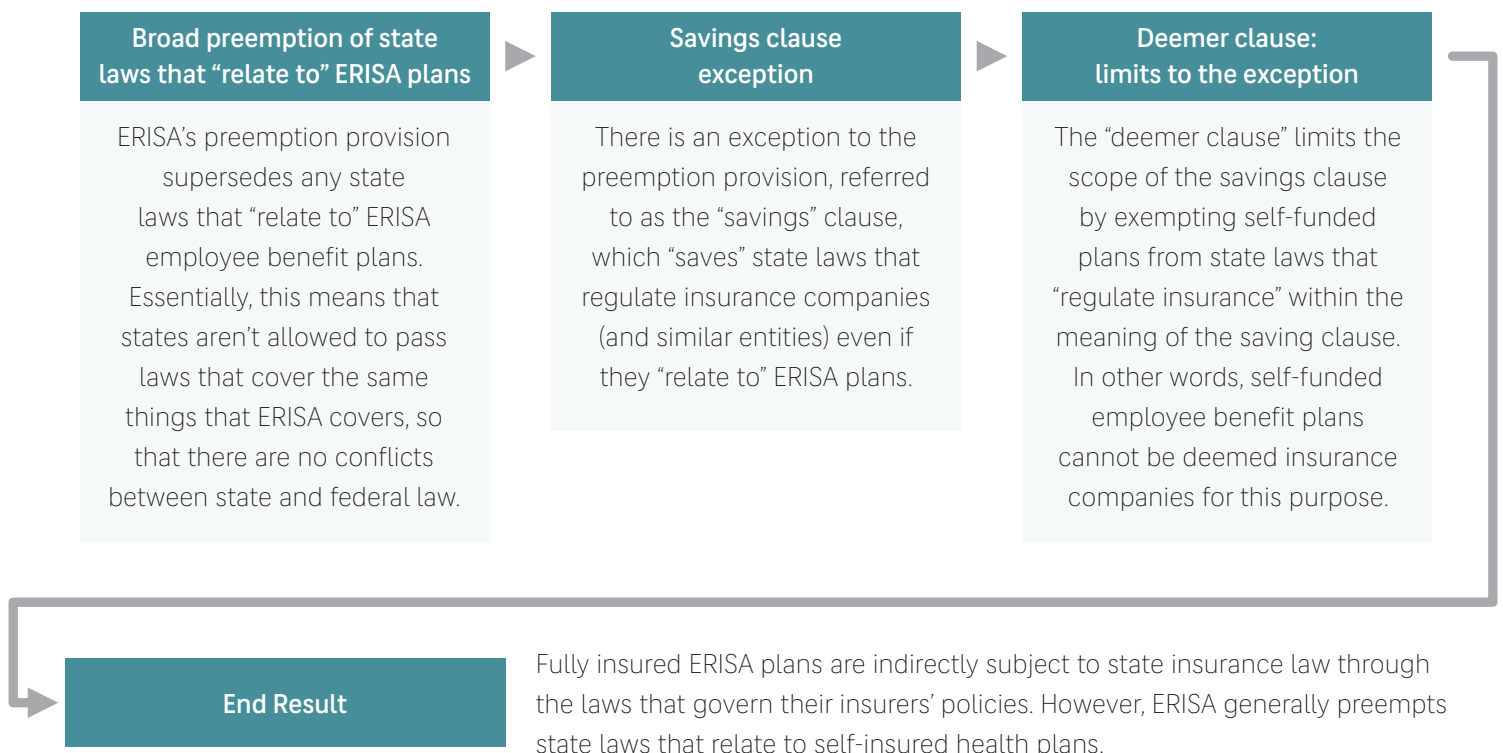 Broad preemption of state
laws that “relate to” ERISA plans
ERISA’s preemption provision
supersedes any state
laws that “relate to” ERISA
employee benefit plans.
Essentially, this means that
states aren’t allowed to pass
laws that cover the same
things that ERISA covers, so
that there are no conflicts
between state and federal law.
Savings clause
exception
There is an exception to the
preemption provision, referred
to as the “savings” clause,
which “saves” state laws that
regulate insurance companies
(and similar entities) even if
they “relate to” ERISA plans.
Deemer clause:
limits to the exception
The “deemer clause” limits the
scope of the savings clause
by exempting self-funded
plans from state laws that
“regulate insurance” within the
meaning of the saving clause.
In other words, self-funded
employee benefit plans
cannot be deemed insurance
companies for this purpose.
End Result
Fully insured ERISA plans are indirectly subject to state insurance law through
the laws that govern their insurers’ policies. However, ERISA generally preempts
state laws that relate to self-insured health plans.